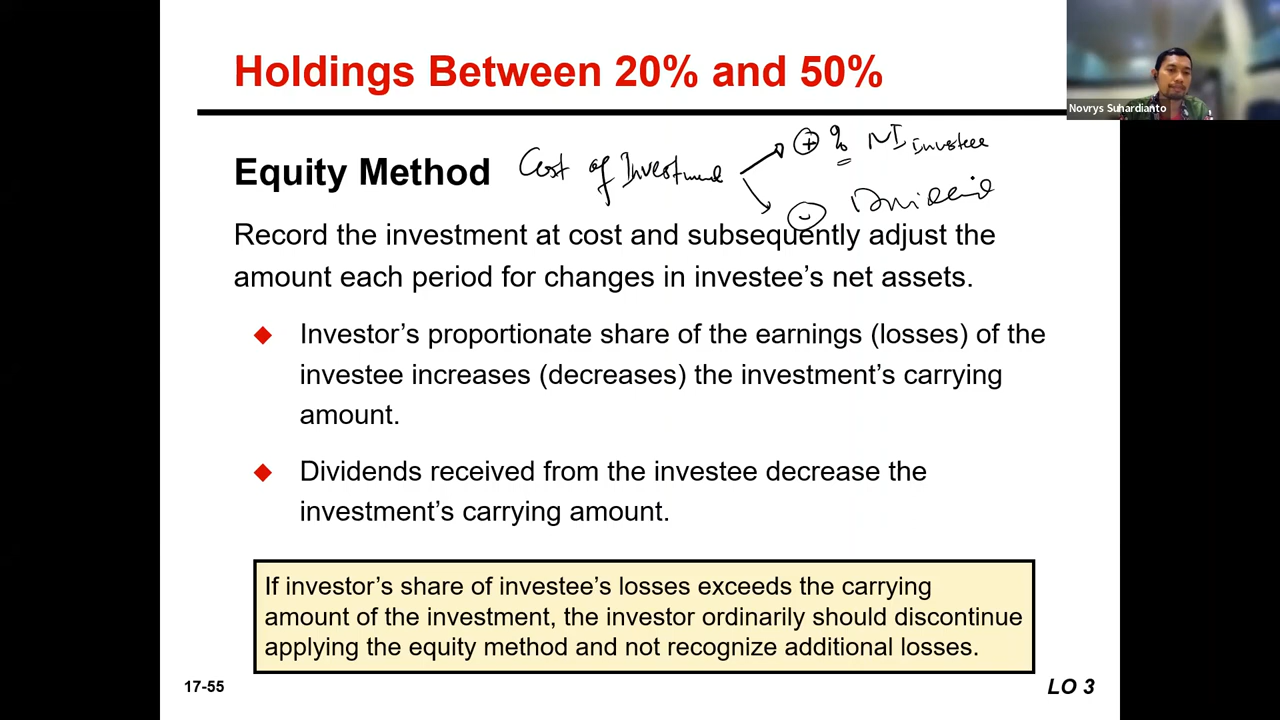 Holdings Between 20% and 50%
Novrys Suhardianto
Equity Method
Cost of Investment
+ % NI investee
- Dividend
Record the investment at cost and subsequently adjust the
amount each period for changes in investee’s net assets.
◆ Investor’s proportionate share of the earnings (losses) of the
investee increases (decreases) the investment’s carrying
amount.
◆ Dividends received from the investee decrease the
investment’s carrying amount.
If investor’s share of investee’s losses exceeds the carrying
amount of the investment, the investor ordinarily should discontinue
applying the equity method and not recognize additional losses.
17-55
LO 3